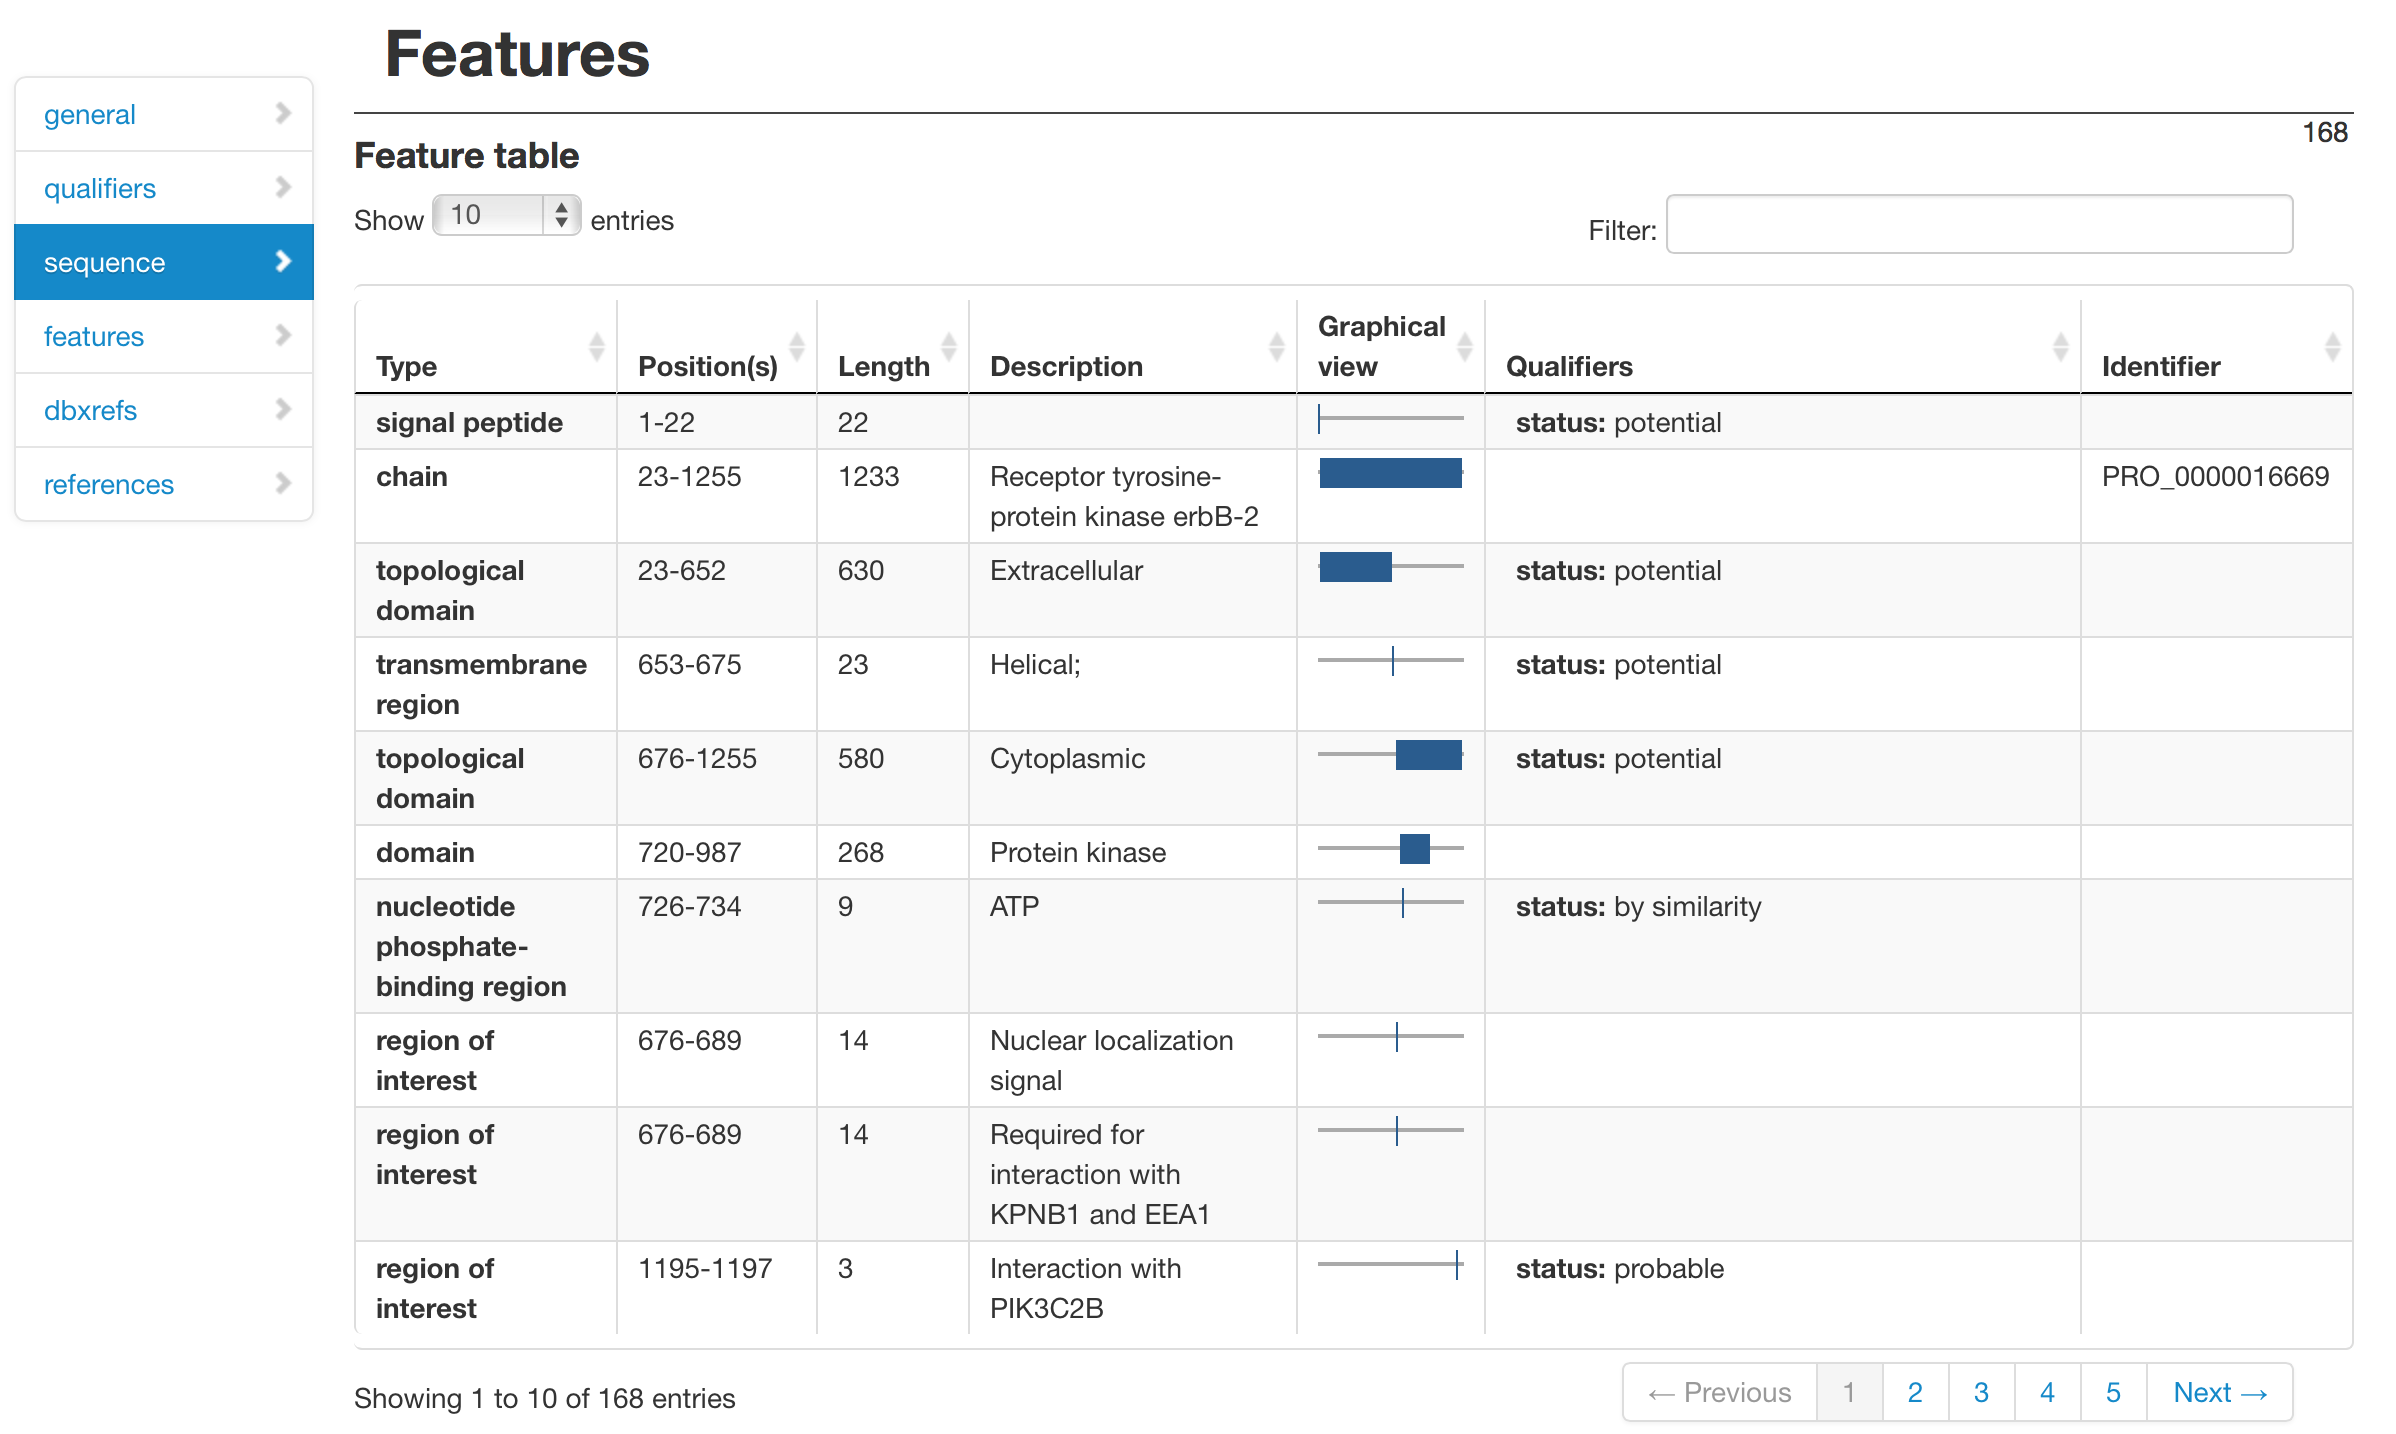 Features
general
qualifiers
sequence
features
dbxrefs
references
168
Feature table
Show 10 entries
Filter:
Type Position(s) Length Description Graphical view Qualifiers Identifier
signal peptide 1-22 22 status: potential
chain 23-1255 1233 Receptor tyrosine- PRO_0000016669
protein kinase erbB-2
topological 23-652 630 Extracellular status: potential
domain
transmembrane 653-675 23 Helical; status: potential
region
topological 676-1255 580 Cytoplasmic status: potential
domain
domain 720-987 268 Protein kinase
nucleotide 726-734 9 ATP status: by similarity
phosphate-
binding region
region of 676-689 14 Nuclear localization
interest signal
region of 676-689 14 Required for
interest interaction with
KPNB1 and EEA1
region of 1195-1197 3 Interaction with status: probable
interest PIK3C2B
Showing 1 to 10 of 168 entries
← Previous 1 2 3 4 5 Next →